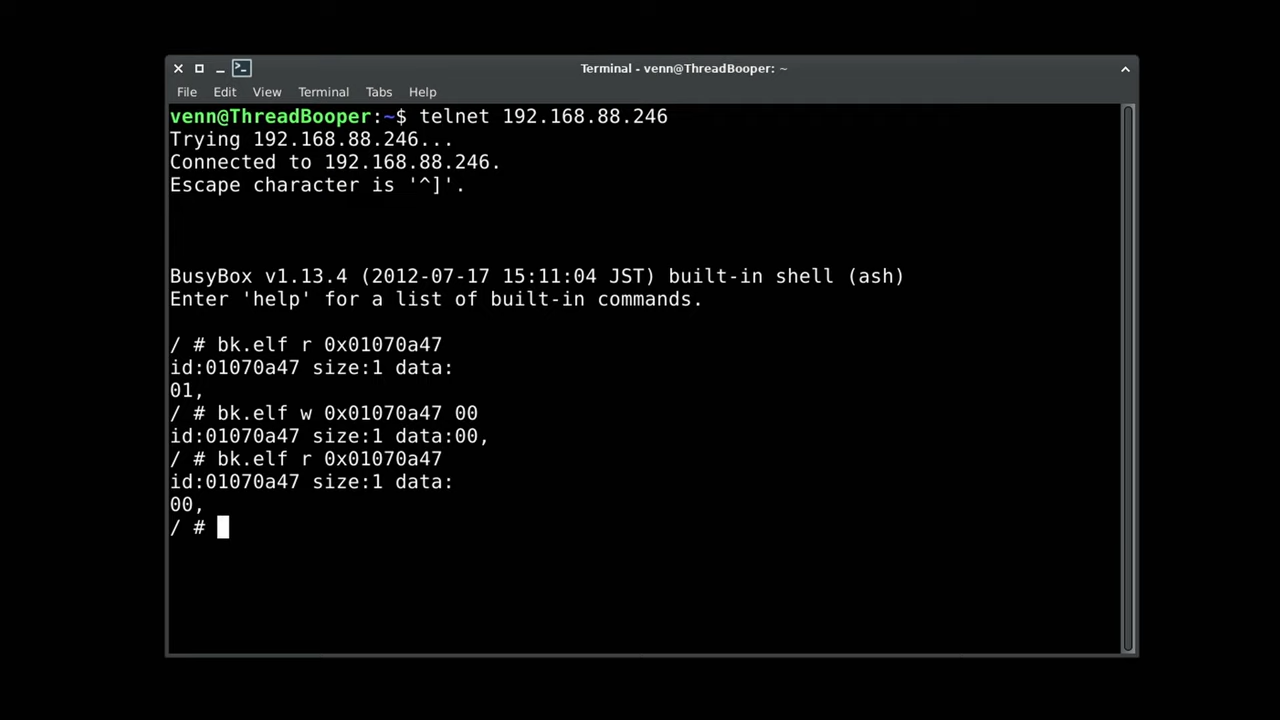 Terminal - venn@ThreadBooper: ~
File Edit View Terminal Tabs Help
venn@ThreadBooper:~$ telnet 192.168.88.246
Trying 192.168.88.246...
Connected to 192.168.88.246.
Escape character is '^]'.
BusyBox v1.13.4 (2012-07-17 15:11:04 JST) built-in shell (ash)
Enter 'help' for a list of built-in commands.
/ # bk.elf r 0x01070a47
id:01070a47 size:1 data:
01,
/ # bk.elf w 0x01070a47 00
id:01070a47 size:1 data:00,
/ # bk.elf r 0x01070a47
id:01070a47 size:1 data:
00,
/ #